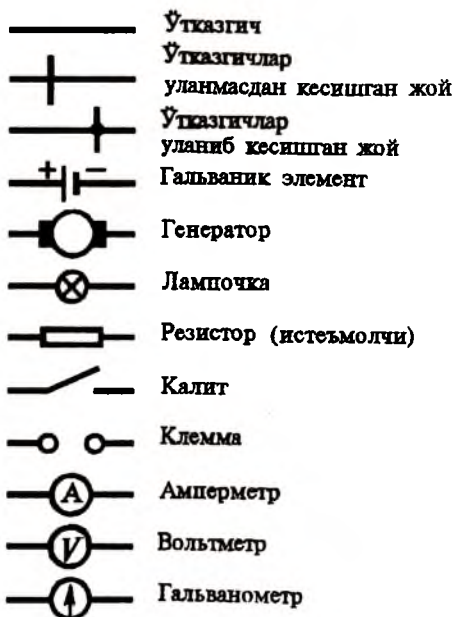 Ўтказгич
Ўтказгичлар
уланмасдан кесишган жой
Ўтказгичлар
уланиб кесишган жой
+ −
Гальваник элемент
Генератор
Лампочка
Резистор (истеъмолчи)
Калит
Клемма
A
Амперметр
V
Вольтметр
Гальванометр